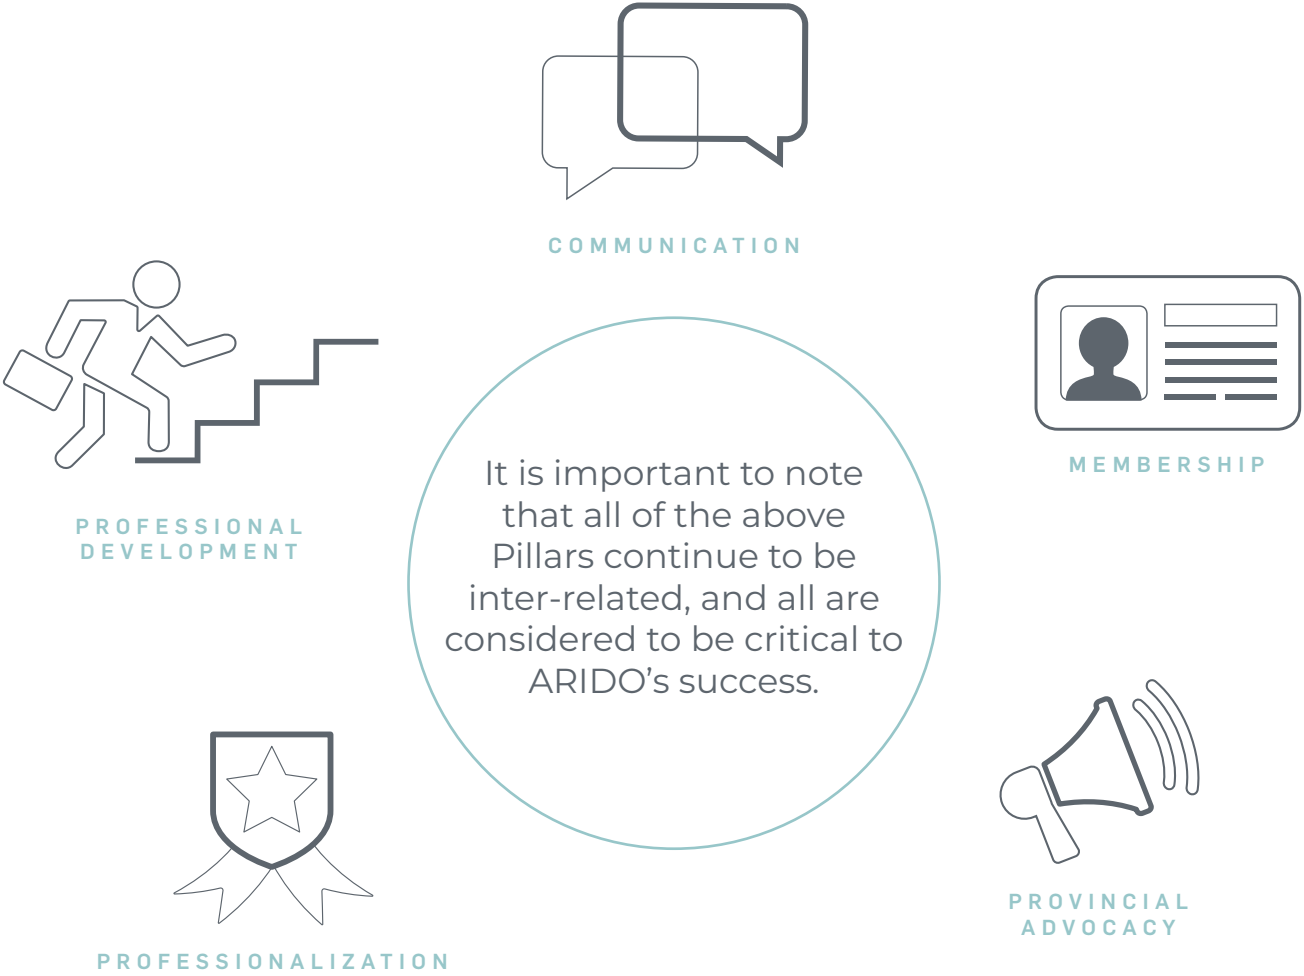 COMMUNICATION
MEMBERSHIP
PROFESSIONAL
DEVELOPMENT
It is important to note
that all of the above
Pillars continue to be
inter-related, and all are
considered to be critical to
ARIDO’s success.
PROVINCIAL
ADVOCACY
PROFESSIONALIZATION